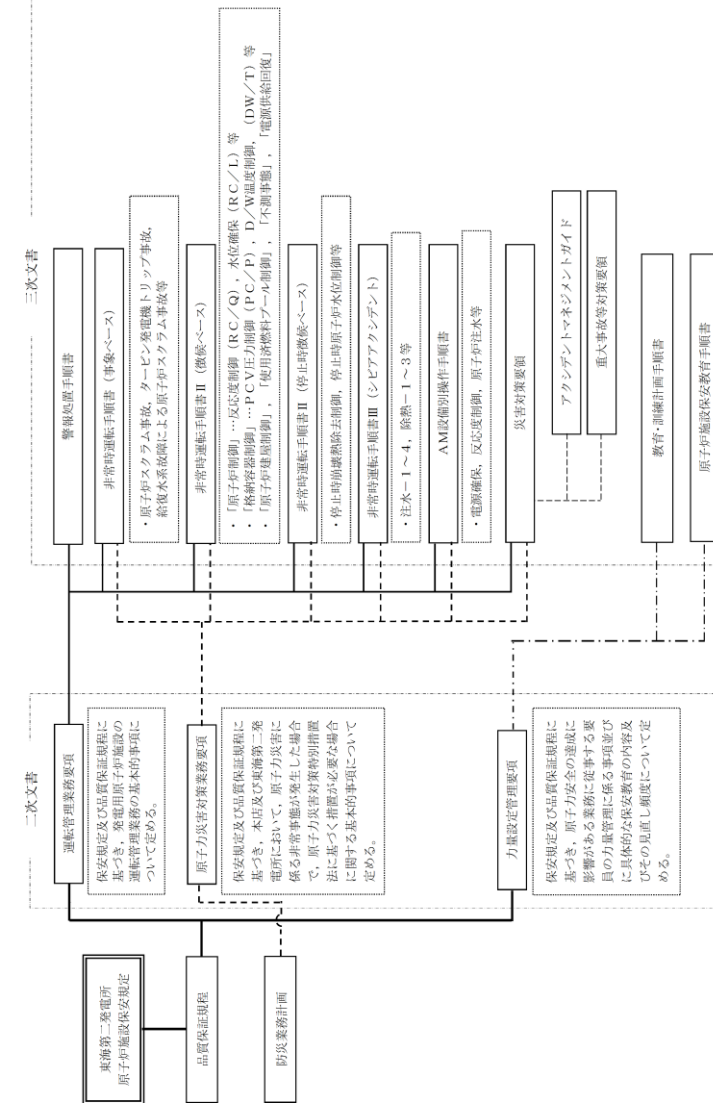 東海第二発電所
原子炉施設保安規定
品質保証規程
防災業務計画
二次文書
運転管理業務要項
保安規定及び品質保証規程に
基づき，発電用原子炉施設の
運転管理業務の基本的事項に
ついて定める。
原子力災害対策業務要項
保安規定及び品質保証規程に
基づき，本店及び東海第二発
電所において，原子力災害に
係る非常事態が発生した場合
で，原子力災害対策特別措置
法に基づく措置が必要な場合
に関する基本的事項について
定める。
力量設定管理要項
保安規定及び品質保証規程に
基づき，原子力安全の達成に
影響がある業務に従事する要
員の力量管理に係る事項並び
に具体的な保安教育の内容及
びその見直し頻度について定
める。
三次文書
警報処置手順書
非常時運転手順書（事象ベース）
・原子炉スクラム事故，タービン発電機トリップ事故，
給復水系故障による原子炉スクラム事故等
非常時運転手順書Ⅱ（徴候ベース）
・「原子炉制御」…反応度制御（ＲＣ／Ｑ），水位確保（ＲＣ／Ｌ）等
・「格納容器制御」…ＰＣＶ圧力制御（ＰＣ／Ｐ），Ｄ／Ｗ温度制御，（ＤＷ／Ｔ）等
・「原子炉建屋制御」，「使用済燃料プール制御」，「不測事態」，「電源供給回復」
非常時運転手順書Ⅱ（停止時徴候ベース）
・停止時崩壊熱除去制御，停止時原子炉水位制御等
非常時運転手順書Ⅲ（シビアアクシデント）
・注水－１～４，除熱－１～３等
ＡＭ設備別操作手順書
・電源確保，反応度制御，原子炉注水等
災害対策要領
アクシデントマネジメントガイド
重大事故等対策要領
教育・訓練計画手順書
原子炉施設保安教育手順書